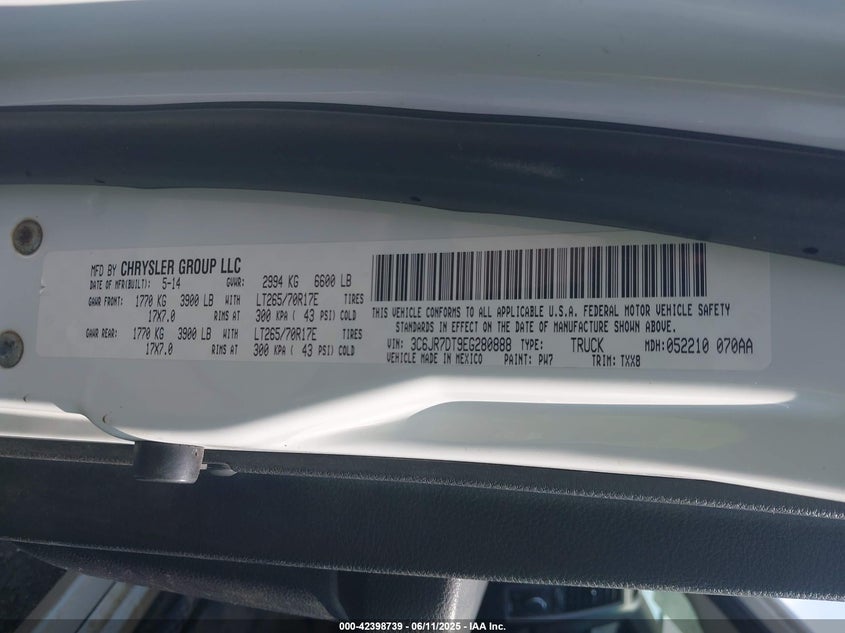 MFD BY CHRYSLER GROUP LLC
DATE OF MFR(BUILT): 5-14 GVWR: 2994 KG 6600 LB
GAWR FRONT: 1770 KG 3900 LB WITH LT265/70R17E TIRES
17X7.0 RIMS AT 300 KPA ( 43 PSI) COLD
GAWR REAR: 1770 KG 3900 LB WITH LT265/70R17E TIRES
17X7.0 RIMS AT 300 KPA ( 43 PSI) COLD
THIS VEHICLE CONFORMS TO ALL APPLICABLE U.S.A. FEDERAL MOTOR VEHICLE SAFETY
STANDARDS IN EFFECT ON THE DATE OF MANUFACTURE SHOWN ABOVE.
VIN: 3C6JR7DT9EG280888 TYPE: TRUCK MDH: 052210 070AA
VEHICLE MADE IN MEXICO PAINT: PW7 TRIM: TXX8
000-42398739 - 06/11/2025 - IAA Inc.